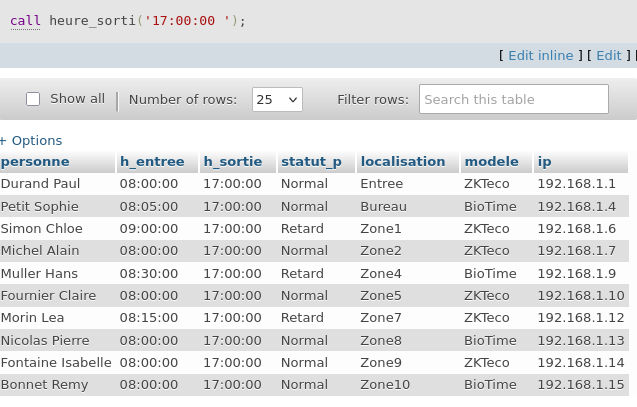 call heure_sorti('17:00:00 ');
[ Edit inline ] [ Edit ] [
Show all Number of rows: 25 Filter rows: Search this table
+ Options
personne h_entree h_sortie statut_p localisation modele ip
Durand Paul 08:00:00 17:00:00 Normal Entree ZKTeco 192.168.1.1
Petit Sophie 08:05:00 17:00:00 Normal Bureau BioTime 192.168.1.4
Simon Chloe 09:00:00 17:00:00 Retard Zone1 ZKTeco 192.168.1.6
Michel Alain 08:00:00 17:00:00 Normal Zone2 ZKTeco 192.168.1.7
Muller Hans 08:30:00 17:00:00 Retard Zone4 BioTime 192.168.1.9
Fournier Claire 08:00:00 17:00:00 Normal Zone5 ZKTeco 192.168.1.10
Morin Lea 08:15:00 17:00:00 Retard Zone7 ZKTeco 192.168.1.12
Nicolas Pierre 08:00:00 17:00:00 Normal Zone8 BioTime 192.168.1.13
Fontaine Isabelle 08:00:00 17:00:00 Normal Zone9 ZKTeco 192.168.1.14
Bonnet Remy 08:00:00 17:00:00 Normal Zone10 BioTime 192.168.1.15